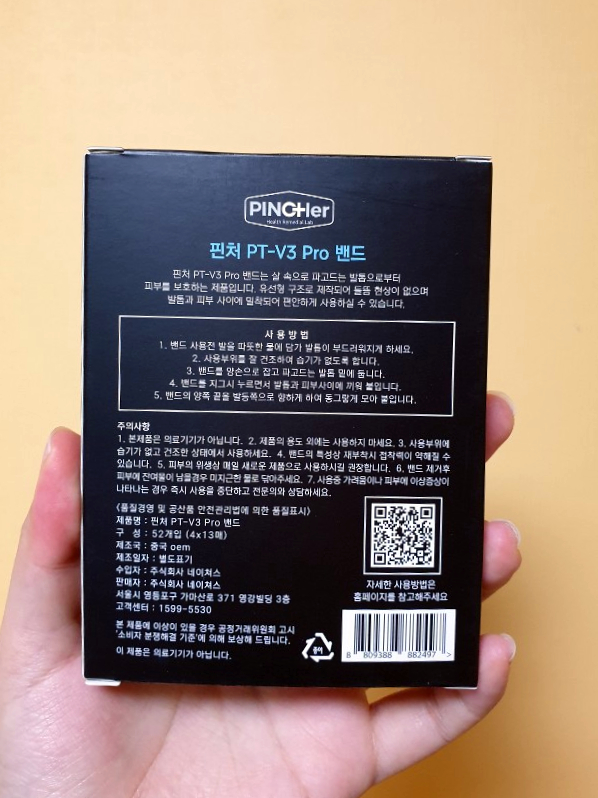 PINCHer
Health Remedial Lab
핀처 PT-V3 Pro 밴드
핀처 PT-V3 Pro 밴드는 살 속으로 파고드는 발톱으로부터
피부를 보호하는 제품입니다. 유선형 구조로 제작되어 들뜸 현상이 없으며
발톱과 피부 사이에 밀착되어 편안하게 사용하실 수 있습니다.
사용방법
1. 밴드 사용전 발을 따뜻한 물에 담가 발톱이 부드러워지게 하세요.
2. 사용부위를 잘 건조하여 습기가 없도록 합니다.
3. 밴드를 양손으로 잡고 파고드는 발톱 밑에 둡니다.
4. 밴드를 지그시 누르면서 발톱과 피부사이에 끼워 붙입니다.
5. 밴드의 양쪽 끝을 발등쪽으로 향하게 하여 동그랗게 모아 붙입니다.
주의사항
1. 본제품은 의료기기가 아닙니다. 2. 제품의 용도 외에는 사용하지 마세요. 3. 사용부위에
습기가 없고 건조한 상태에서 사용하세요. 4. 밴드의 특성상 재부착시 접착력이 약해질 수
있습니다. 5. 피부의 위생상 매일 새로운 제품으로 사용하시길 권장합니다. 6. 밴드 제거후
피부에 잔여물이 남을경우 미지근한 물로 닦아주세요. 7. 사용중 가려움이나 피부에 이상증상이
나타나는 경우 즉시 사용을 중단하고 전문의와 상담하세요.
(품질경영 및 공산품 안전관리법에 의한 품질표시)
제품명 : 핀처 PT-V3 Pro 밴드
구 성 : 52개입 (4x13매)
제조국 : 중국 oem
제조일자 : 별도표기
수입자 : 주식회사 네이쳐스
판매자 : 주식회사 네이쳐스
서울시 영등포구 가마산로 371 영강빌딩 3층
고객센터 : 1599-5530
본 제품에 이상이 있을 경우 공정거래위원회 고시
'소비자 분쟁해결 기준'에 의해 보상해 드립니다.
이 제품은 의료기기가 아닙니다.
종이
자세한 사용방법은
홈페이지를 참고해주세요
8 809388 882497 >